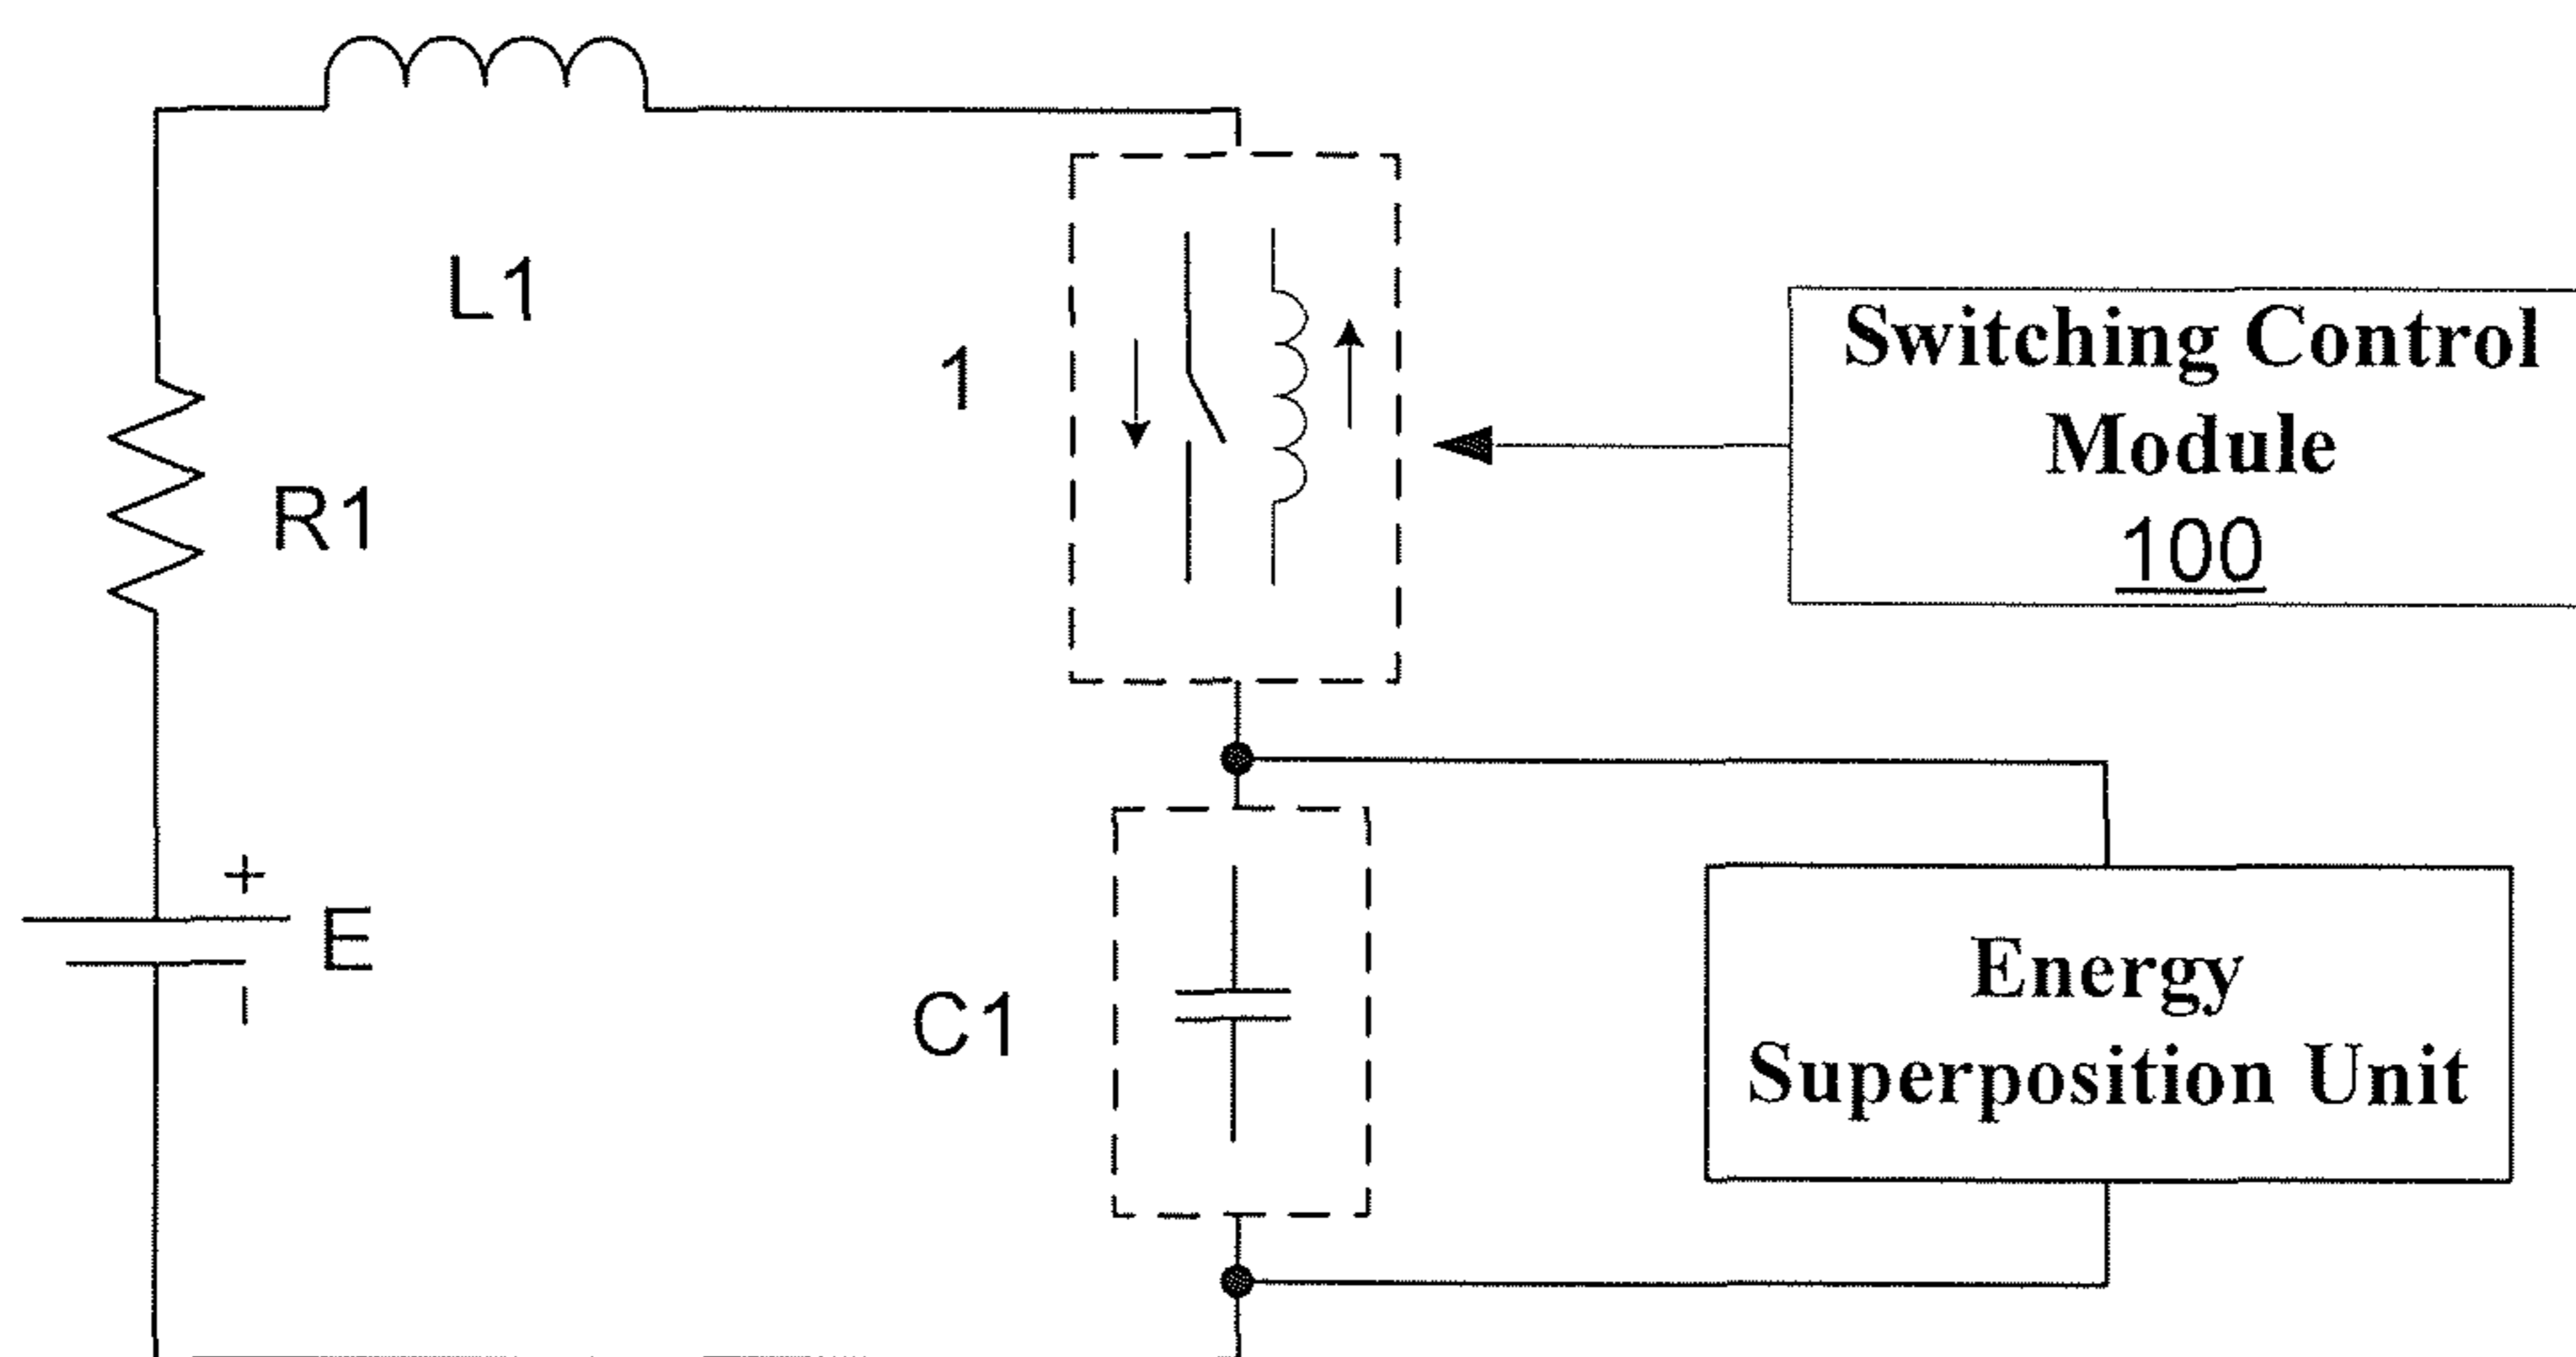 L1
1
Switching Control
Module
100
R1
+
E
-
C1
Energy
Superposition Unit